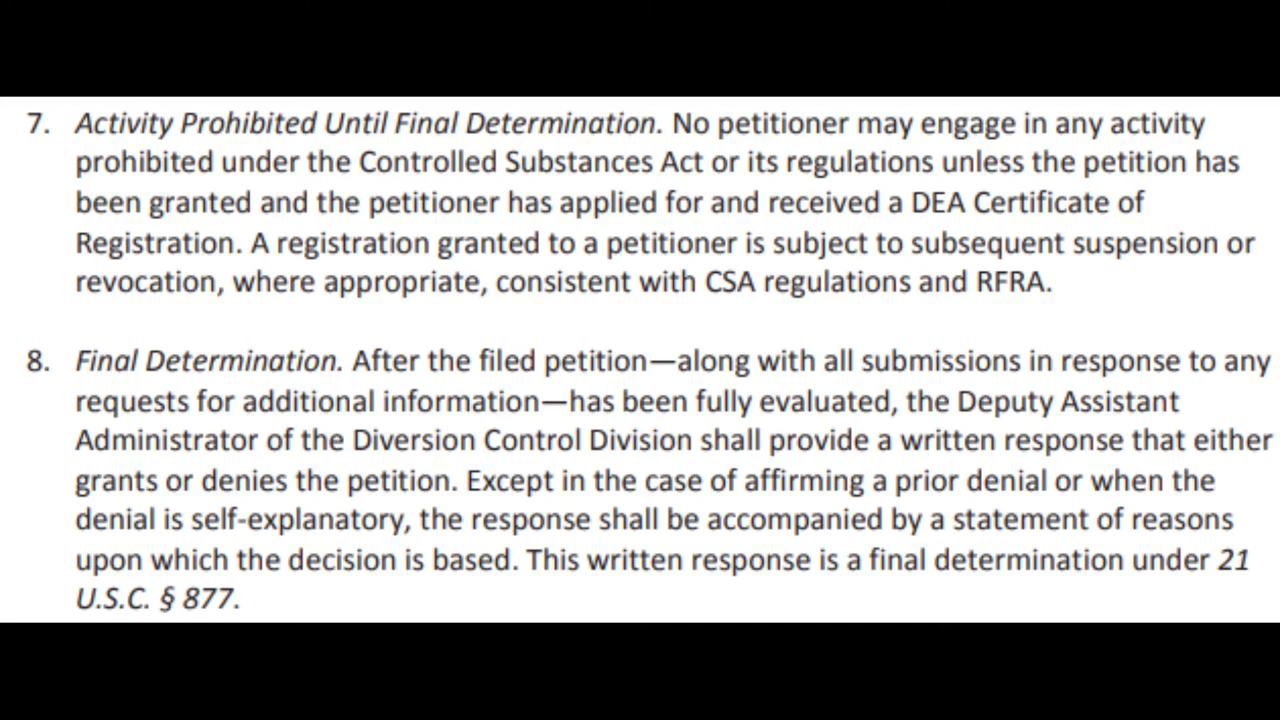 7. Activity Prohibited Until Final Determination. No petitioner may engage in any activity
prohibited under the Controlled Substances Act or its regulations unless the petition has
been granted and the petitioner has applied for and received a DEA Certificate of
Registration. A registration granted to a petitioner is subject to subsequent suspension or
revocation, where appropriate, consistent with CSA regulations and RFRA.
8. Final Determination. After the filed petition—along with all submissions in response to any
requests for additional information—has been fully evaluated, the Deputy Assistant
Administrator of the Diversion Control Division shall provide a written response that either
grants or denies the petition. Except in the case of affirming a prior denial or when the
denial is self-explanatory, the response shall be accompanied by a statement of reasons
upon which the decision is based. This written response is a final determination under 21
U.S.C. § 877.